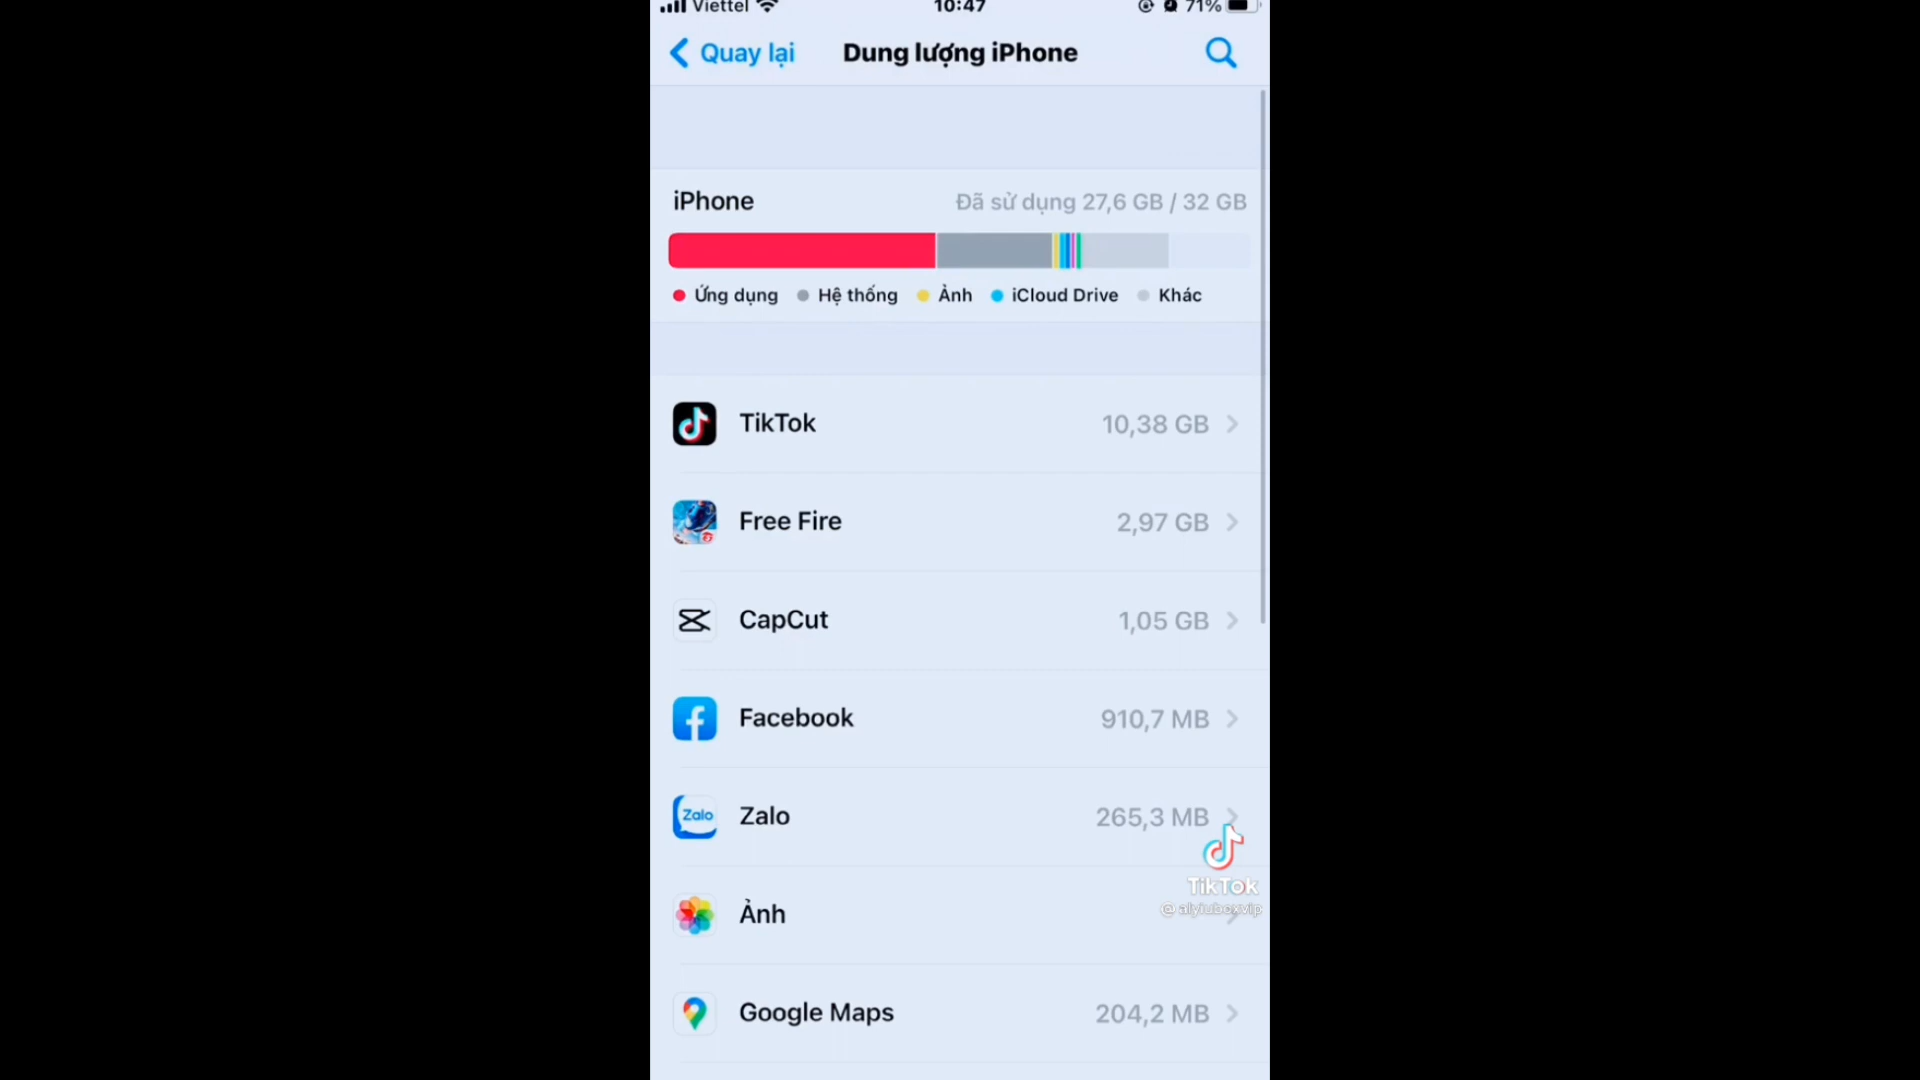 Viettel 10:47 71%
Quay lại Dung lượng iPhone
iPhone Đã sử dụng 27,6 GB / 32 GB
Ứng dụng Hệ thống Ảnh iCloud Drive Khác
TikTok 10,38 GB
Free Fire 2,97 GB
CapCut 1,05 GB
Facebook 910,7 MB
Zalo Zalo 265,3 MB
TikTok
Ảnh
Google Maps 204,2 MB